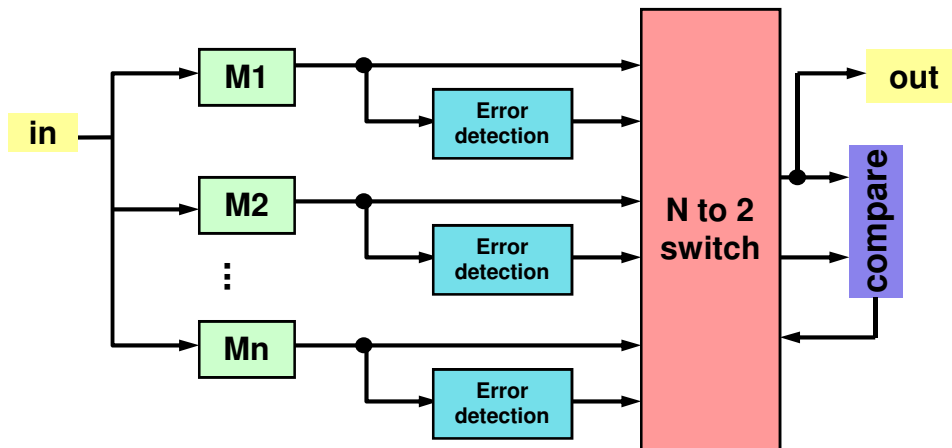 in
M1
Error
detection
M2
Error
detection
⋮
Mn
Error
detection
N to 2
switch
out
compare